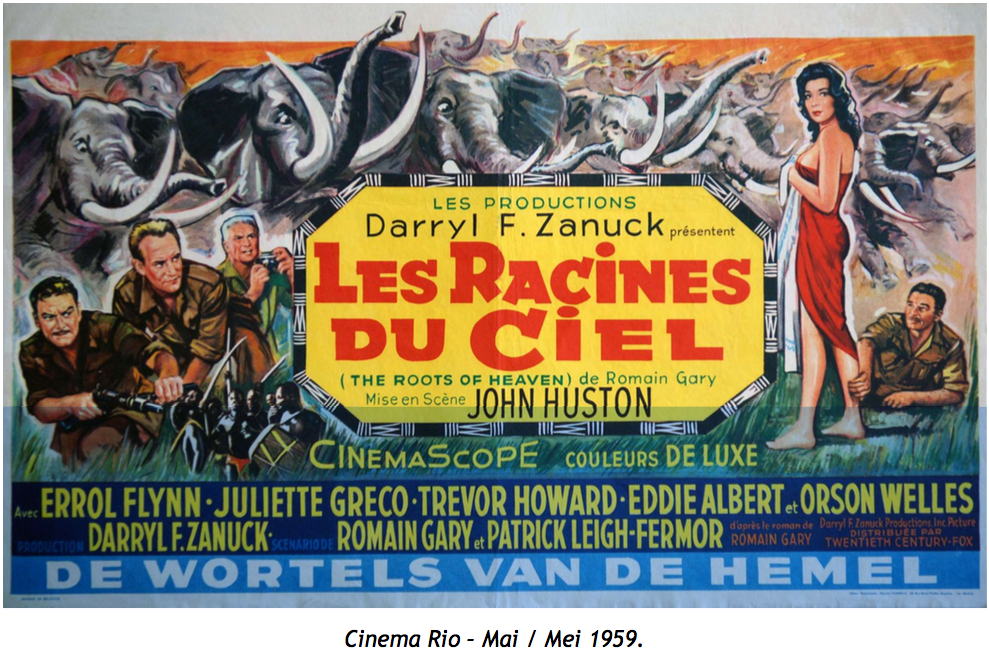 LES PRODUCTIONS
Darryl F. Zanuck présentent
LES RACINES
DU CIEL
(THE ROOTS OF HEAVEN) de Romain Gary
Mise en Scène JOHN HUSTON
CINEMASCOPE COULEURS DE LUXE
Avec ERROL FLYNN · JULIETTE GRECO · TREVOR HOWARD · EDDIE ALBERT et ORSON WELLES
PRODUCTION DARRYL F. ZANUCK · SCENARIO DE ROMAIN GARY et PATRICK LEIGH-FERMOR d'après le roman de ROMAIN GARY Darryl F. Zanuck Productions, Inc. Picture DISTRIBUÉE PAR TWENTIETH CENTURY-FOX
DE WORTELS VAN DE HEMEL
Cinema Rio – Mai / Mei 1959.